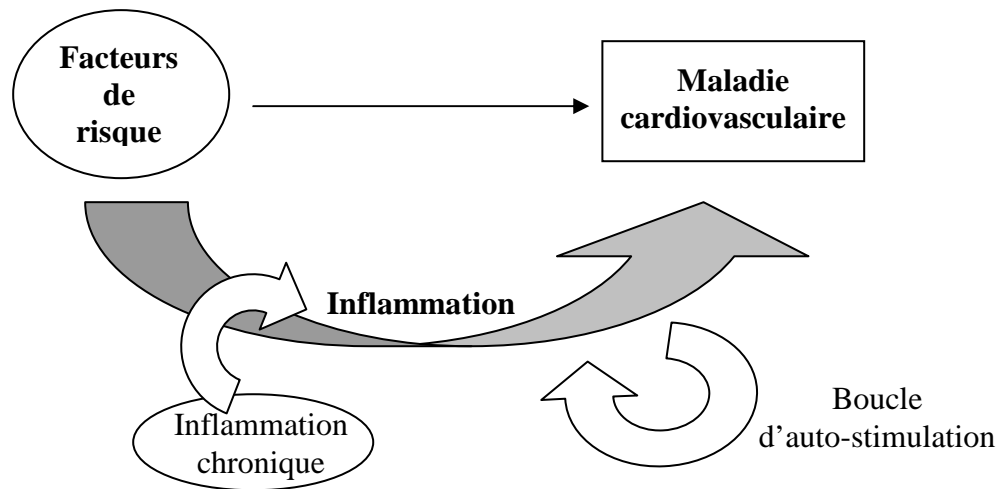 Facteurs
de
risque
Maladie
cardiovasculaire
Inflammation
Inflammation
chronique
Boucle
d’auto-stimulation